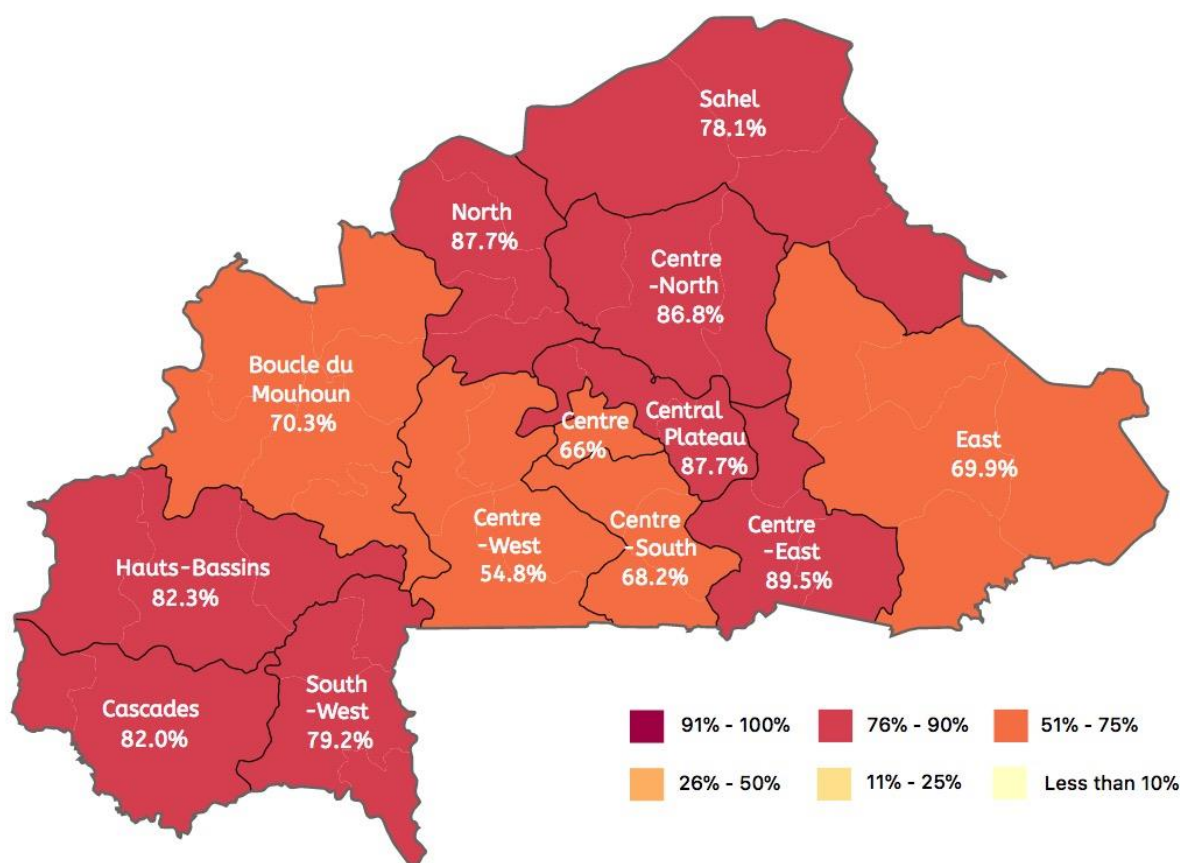 Sahel
78.1%
North
87.7%
Centre
-North
86.8%
Boucle du
Mouhoun
70.3%
Centre
66%
Central
Plateau
87.7%
East
69.9%
Centre
-West
54.8%
Centre
-South
68.2%
Centre
-East
89.5%
Hauts-Bassins
82.3%
Cascades
82.0%
South
-West
79.2%
91% - 100%
76% - 90%
51% - 75%
26% - 50%
11% - 25%
Less than 10%